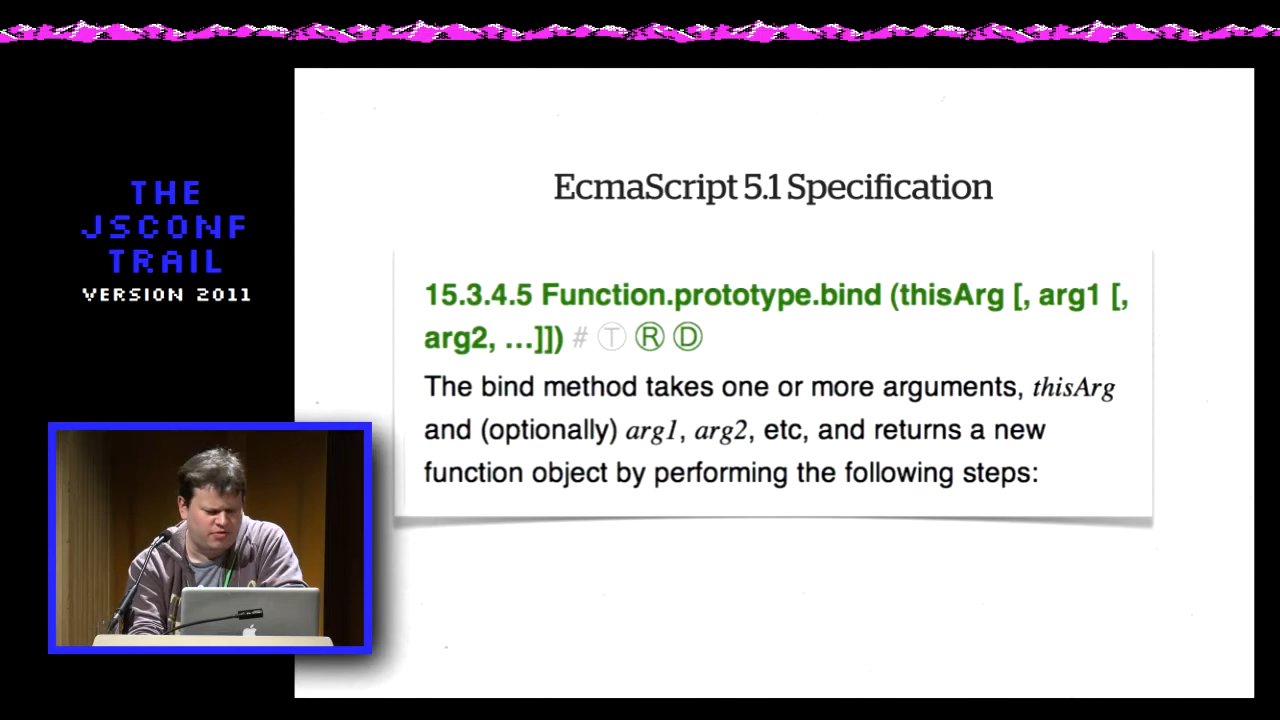 THE
JSCONF
TRAIL
VERSION 2011
EcmaScript 5.1 Specification
15.3.4.5 Function.prototype.bind (thisArg [, arg1 [,
arg2, …]]) # Ⓣ Ⓡ Ⓓ
The bind method takes one or more arguments, thisArg
and (optionally) arg1, arg2, etc, and returns a new
function object by performing the following steps: